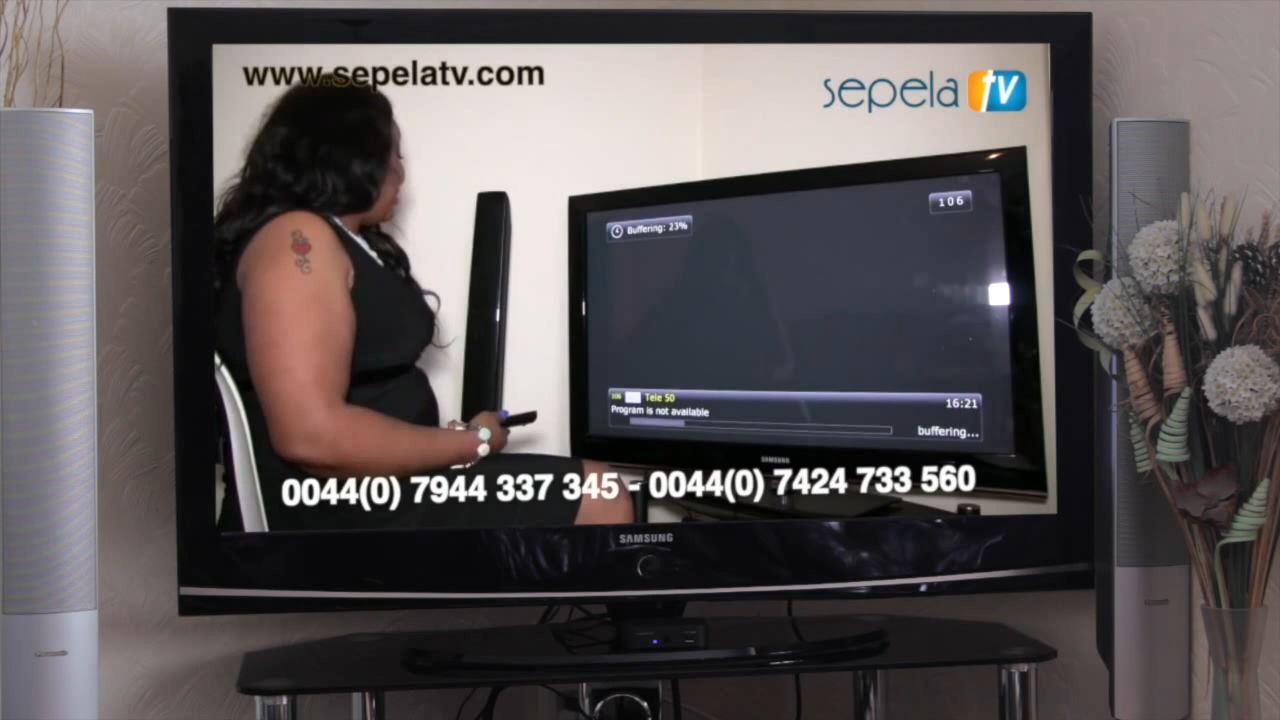 www.sepelatv.com
sepela tv
106
Buffering: 23%
106 Tele 50
16:21
Program is not available
buffering...
SAMSUNG
0044(0) 7944 337 345 - 0044(0) 7424 733 560
SAMSUNG